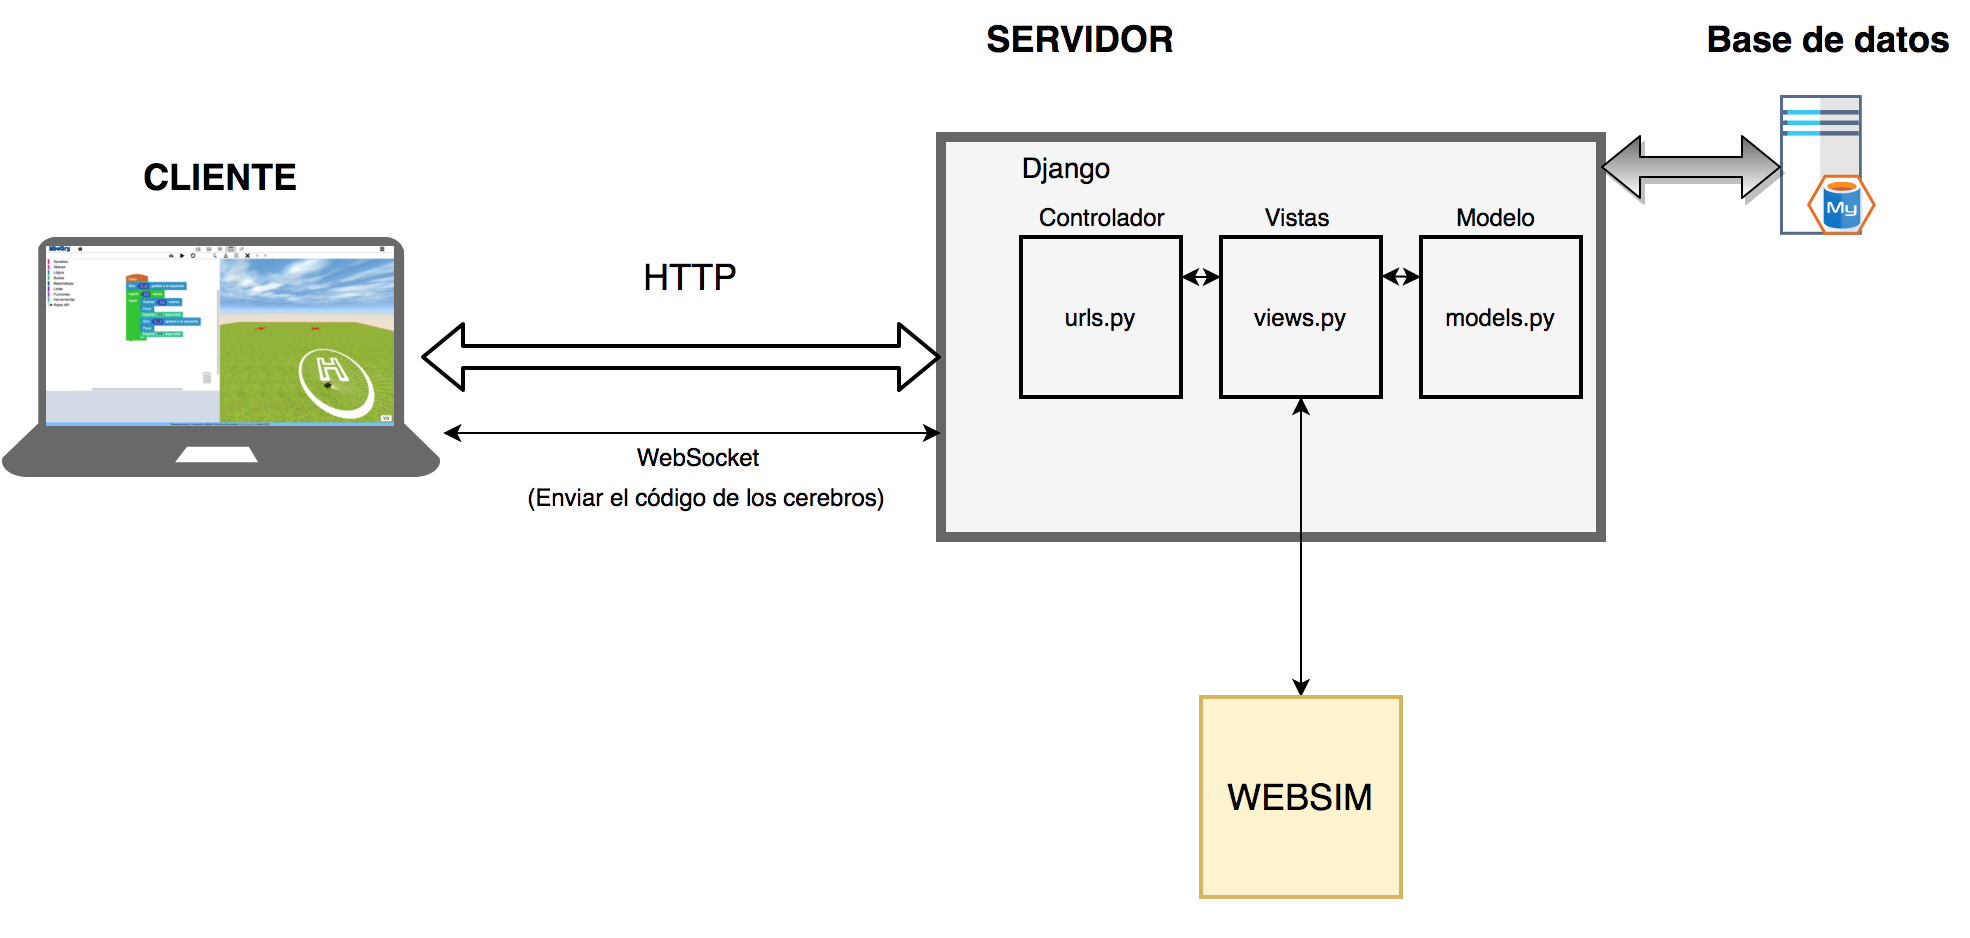 SERVIDOR
Base de datos
CLIENTE
Django
Controlador
Vistas
Modelo
My
HTTP
urls.py
views.py
models.py
WebSocket
(Enviar el código de los cerebros)
WEBSIM